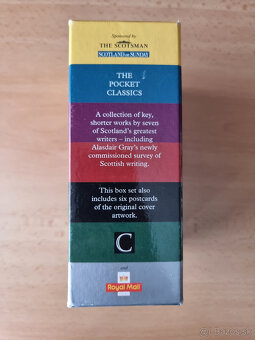 Sponsored by
THE SCOTSMAN
SCOTLAND ON SUNDAY
THE
POCKET
CLASSICS
A collection of key,
shorter works by seven
of Scotland's greatest
writers – including
Alasdair Gray's newly
commissioned survey of
Scottish writing.
This box set also
includes six postcards
of the original cover
artwork.
C
and
Royal Mail